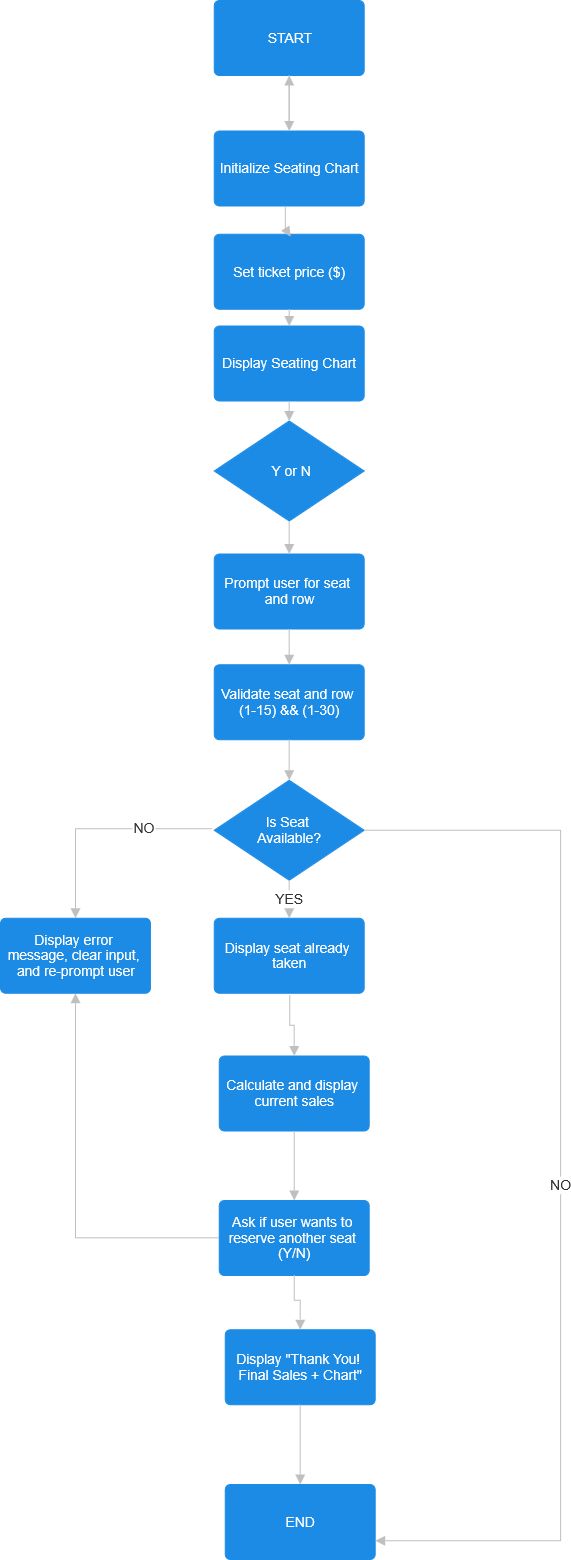 START
Initialize Seating Chart
Set ticket price ($)
Display Seating Chart
Y or N
Prompt user for seat
and row
Validate seat and row
(1-15) && (1-30)
Is Seat
Available?
NO
YES
Display error
message, clear input,
and re-prompt user
Display seat already
taken
Calculate and display
current sales
NO
Ask if user wants to
reserve another seat
(Y/N)
Display "Thank You!
Final Sales + Chart"
END